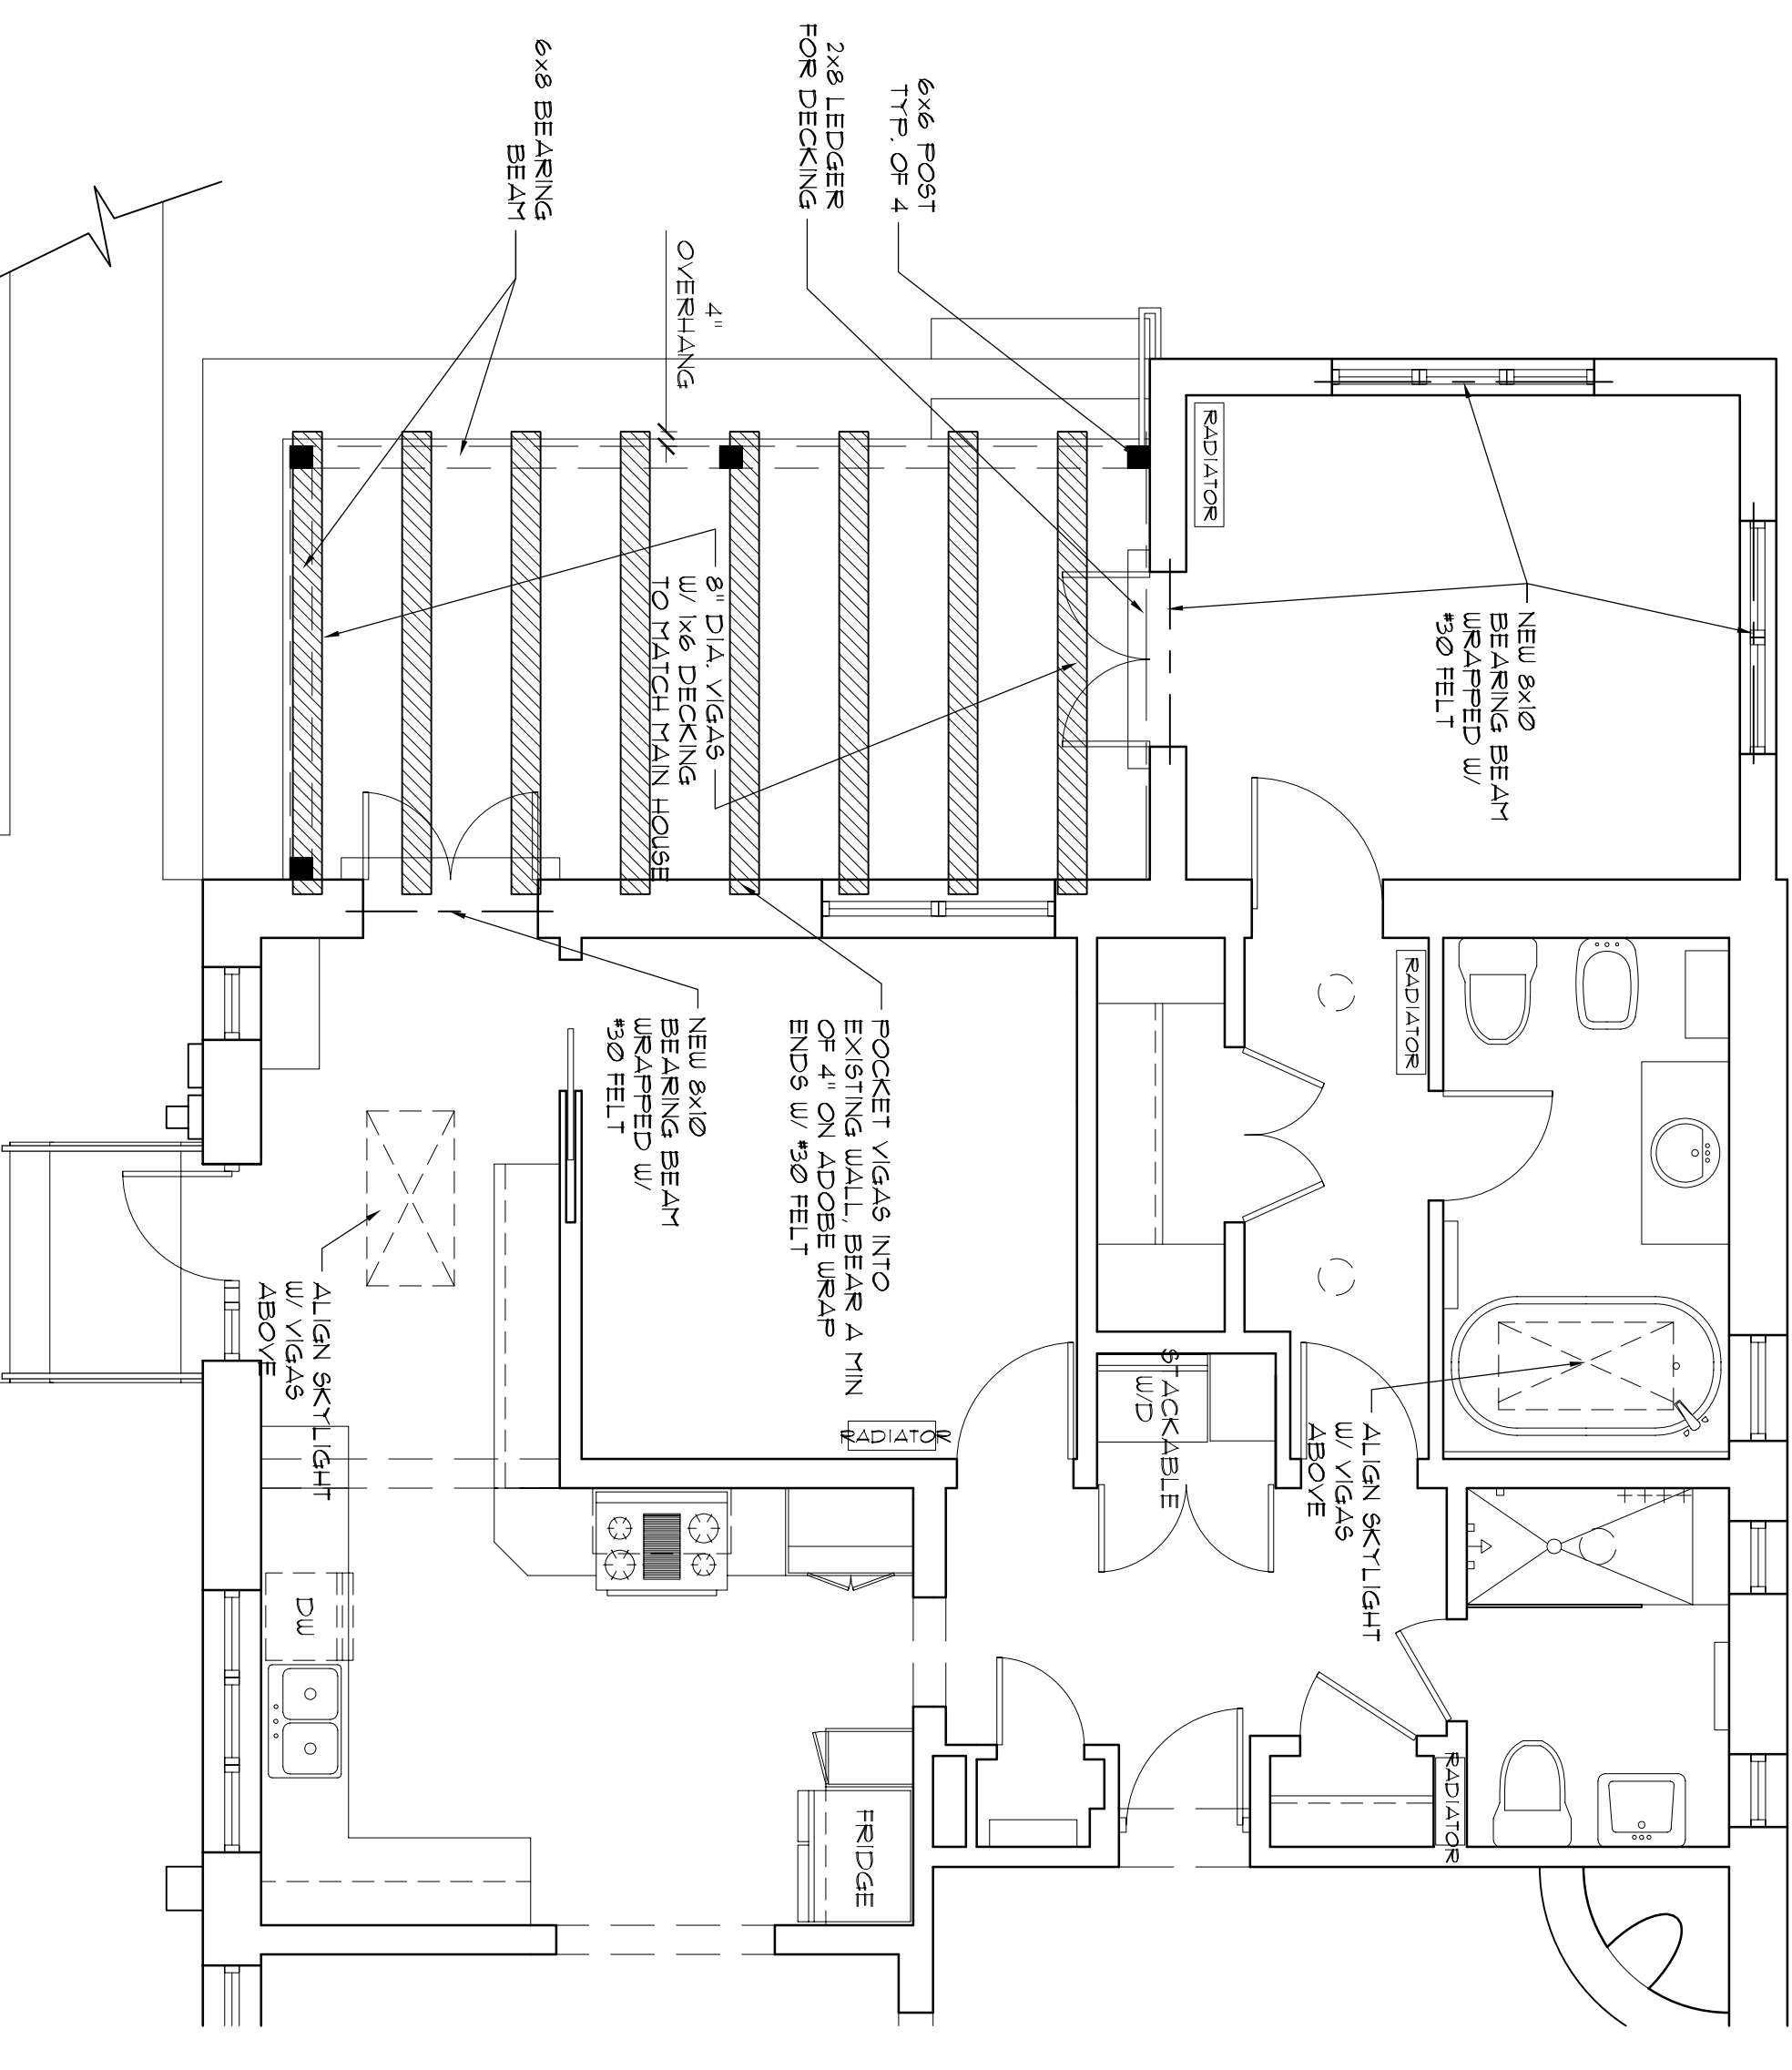 6x8 BEARING
BEAM
2x8 LEDGER
FOR DECKING
6x6 POST
TYP. OF 4
4"
OVERHANG
RADIATOR
NEW 8x10
BEARING BEAM
WRAPPED W/
#30 FELT
8" DIA. VIGAS
W/ 1x6 DECKING
TO MATCH MAIN HOUSE
RADIATOR
NEW 8x10
BEARING BEAM
WRAPPED W/
#30 FELT
POCKET VIGAS INTO
EXISTING WALL, BEAR A MIN
OF 4" ON ADOBE WRAP
ENDS W/ #30 FELT
ALIGN SKYLIGHT
W/ VIGAS
ABOVE
RADIATOR
STACKABLE
W/D
ALIGN SKYLIGHT
W/ VIGAS
ABOVE
DW
FRIDGE
RADIATOR